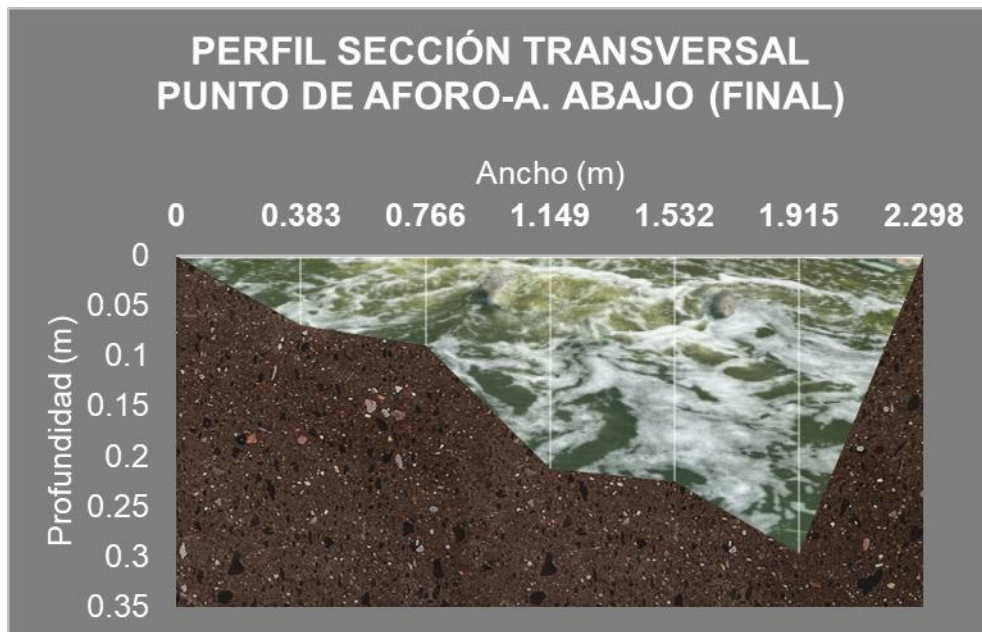 PERFIL SECCIÓN TRANSVERSAL
PUNTO DE AFORO-A. ABAJO (FINAL)
Ancho (m)
0 0.383 0.766 1.149 1.532 1.915 2.298
Profundidad (m)
0
0.05
0.1
0.15
0.2
0.25
0.3
0.35